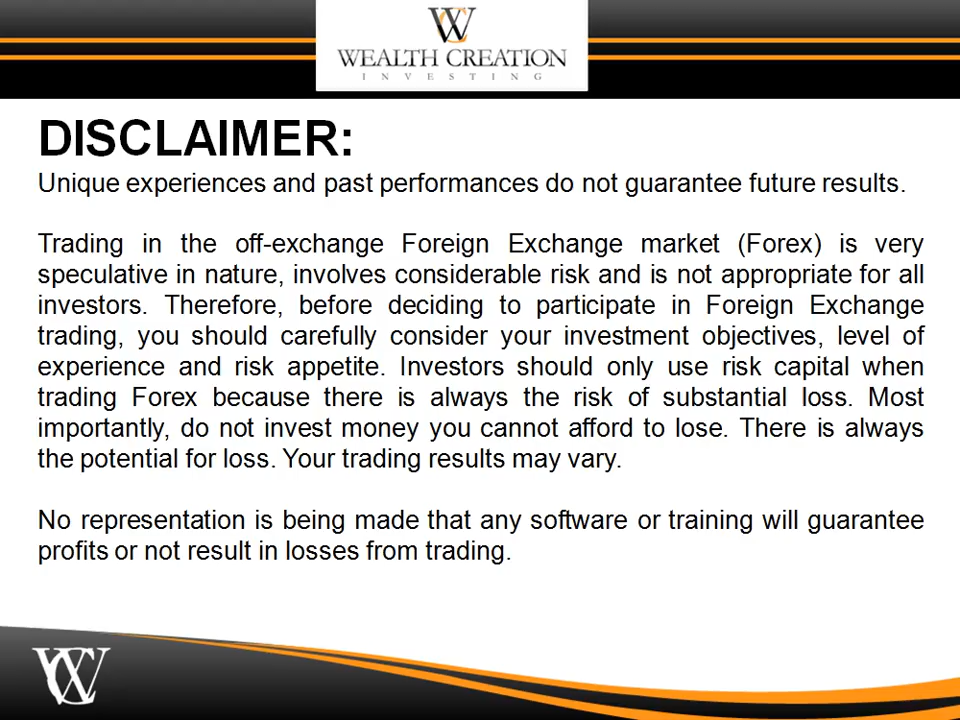 WC
WEALTH CREATION
INVESTING
DISCLAIMER:
Unique experiences and past performances do not guarantee future results.
Trading in the off-exchange Foreign Exchange market (Forex) is very
speculative in nature, involves considerable risk and is not appropriate for all
investors. Therefore, before deciding to participate in Foreign Exchange
trading, you should carefully consider your investment objectives, level of
experience and risk appetite. Investors should only use risk capital when
trading Forex because there is always the risk of substantial loss. Most
importantly, do not invest money you cannot afford to lose. There is always
the potential for loss. Your trading results may vary.
No representation is being made that any software or training will guarantee
profits or not result in losses from trading.
WC